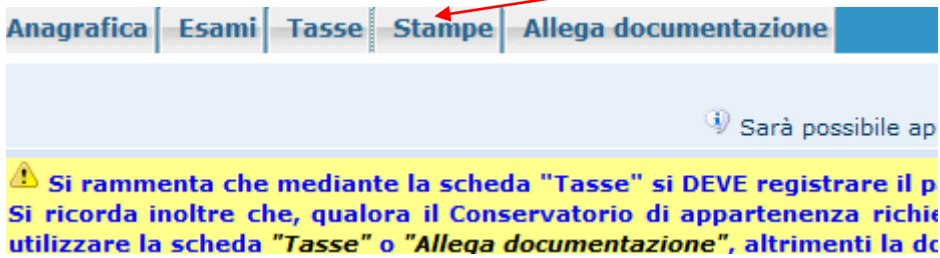 Anagrafica Esami Tasse Stampe Allega documentazione
Sarà possibile ap
Si rammenta che mediante la scheda "Tasse" si DEVE registrare il p
Si ricorda inoltre che, qualora il Conservatorio di appartenenza richie
utilizzare la scheda "Tasse" o "Allega documentazione", altrimenti la do